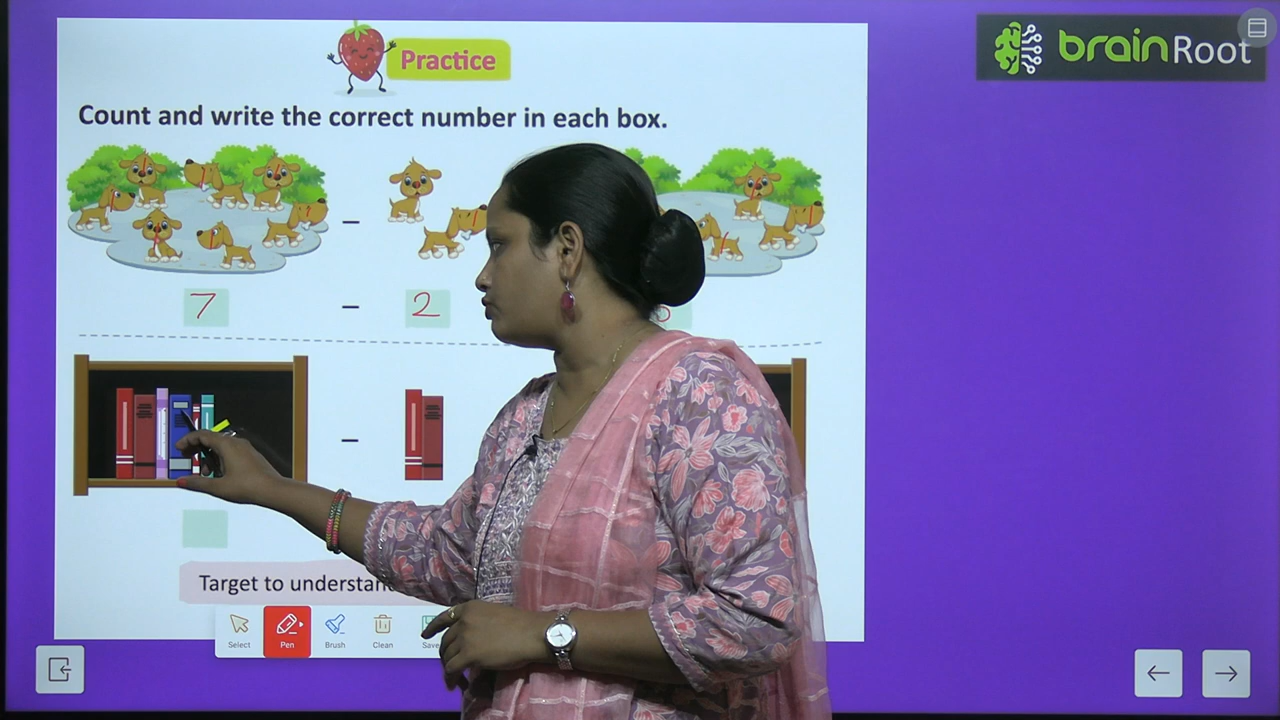 brainRoot
Practice
Count and write the correct number in each box.
–
7 – 2
–
Target to understan
Select Pen Brush Clean Save